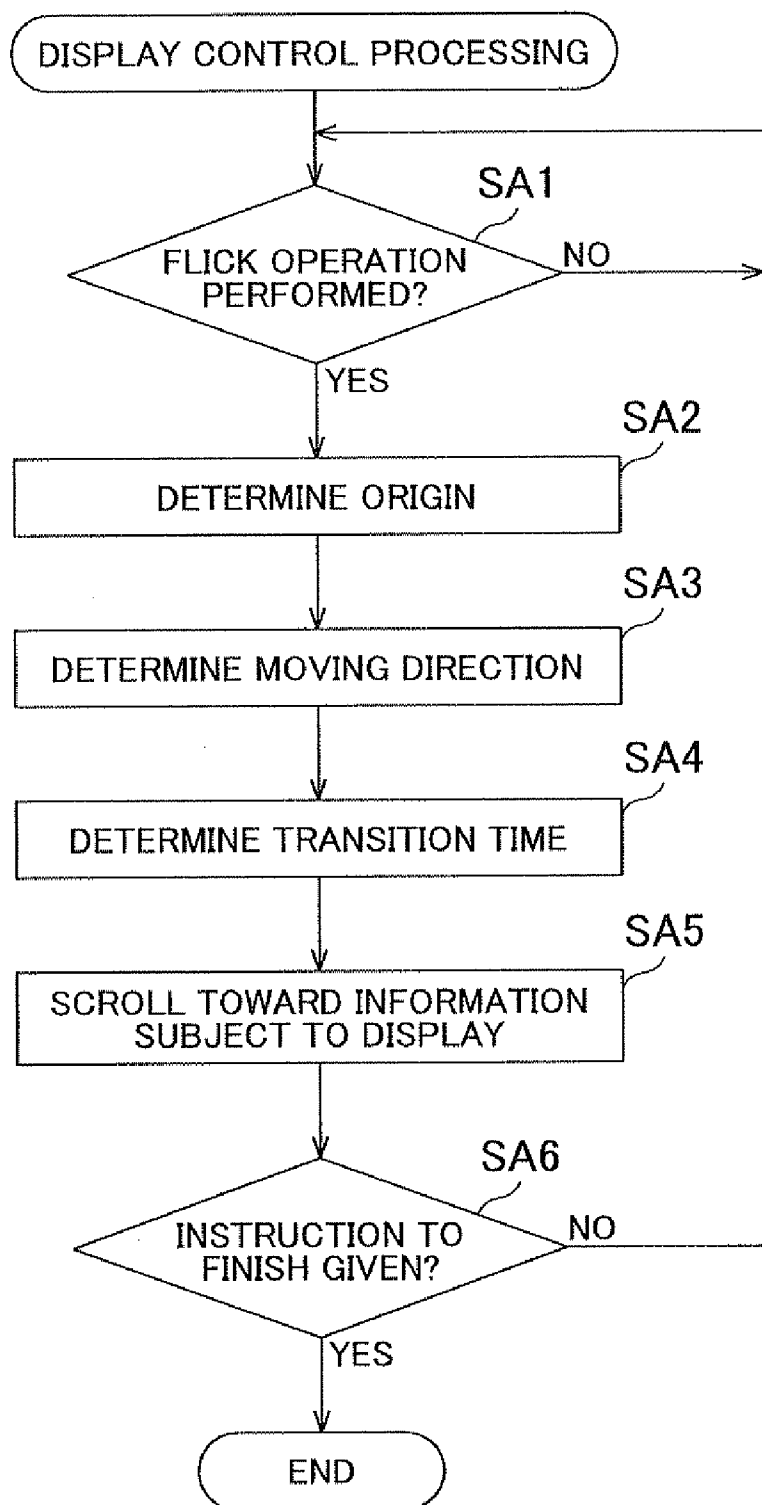 DISPLAY CONTROL PROCESSING
SA1
FLICK OPERATION
PERFORMED?
NO
YES
SA2
DETERMINE ORIGIN
SA3
DETERMINE MOVING DIRECTION
SA4
DETERMINE TRANSITION TIME
SA5
SCROLL TOWARD INFORMATION
SUBJECT TO DISPLAY
SA6
INSTRUCTION TO
FINISH GIVEN?
NO
YES
END